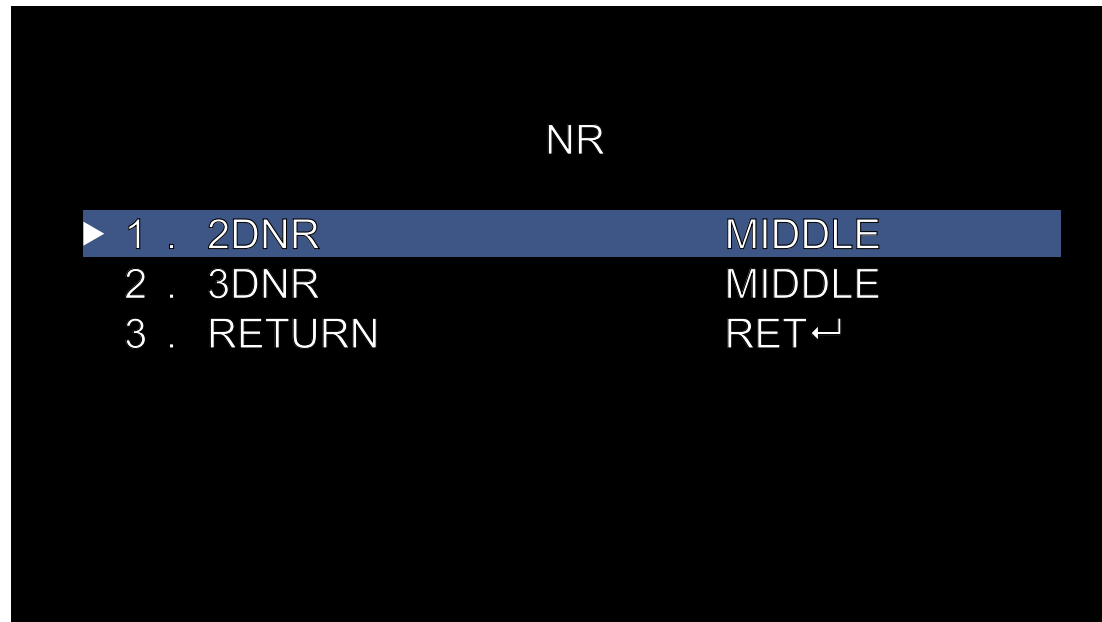 NR
1 . 2DNR MIDDLE
2 . 3DNR MIDDLE
3 . RETURN RET↵